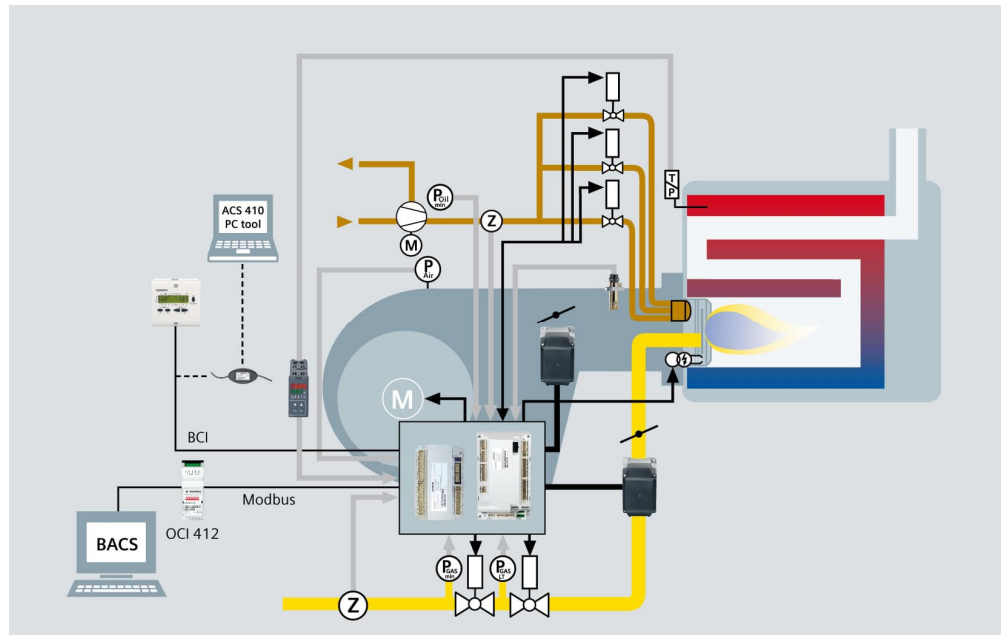 T
P
P
Oil
min
ACS 410
PC tool
Z
M
P
Air
M
BCI
Modbus
OCI 412
BACS
P
GAS
min
P
GAS
LT
Z